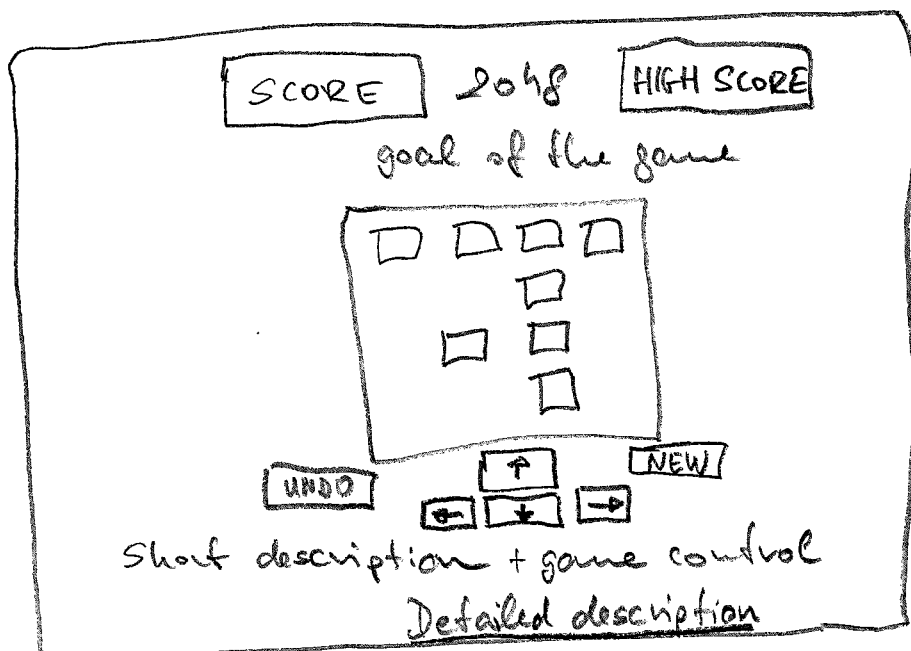 SCORE 2048 HIGH SCORE
goal of the game
↑
UNDO NEW
← ↓ →
Short description + game control
Detailed description